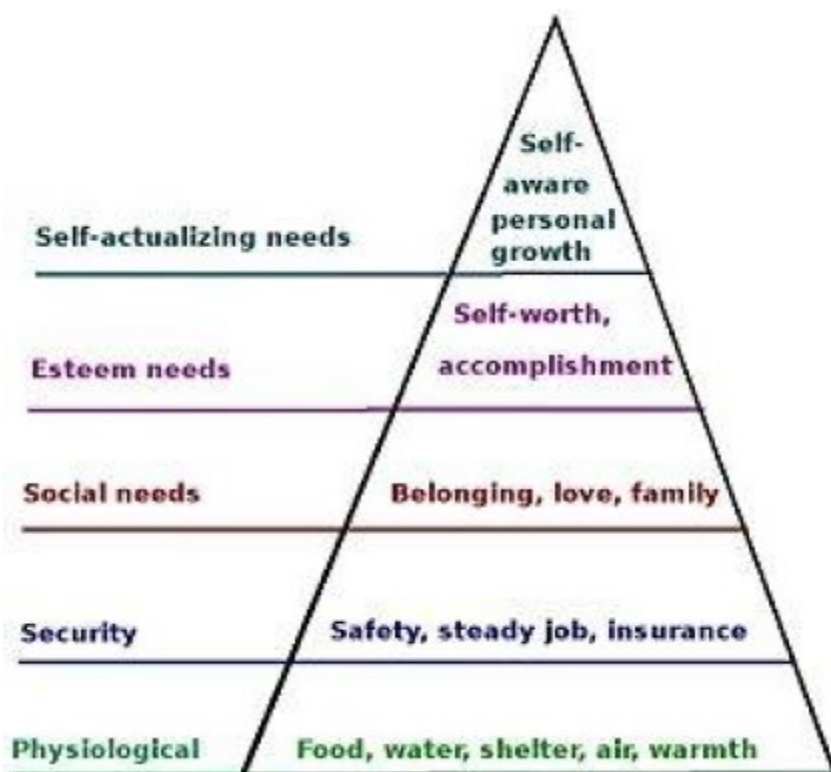 Self-
aware
personal
growth
Self-actualizing needs
Self-worth,
accomplishment
Esteem needs
Social needs
Belonging, love, family
Security
Safety, steady job, insurance
Physiological
Food, water, shelter, air, warmth